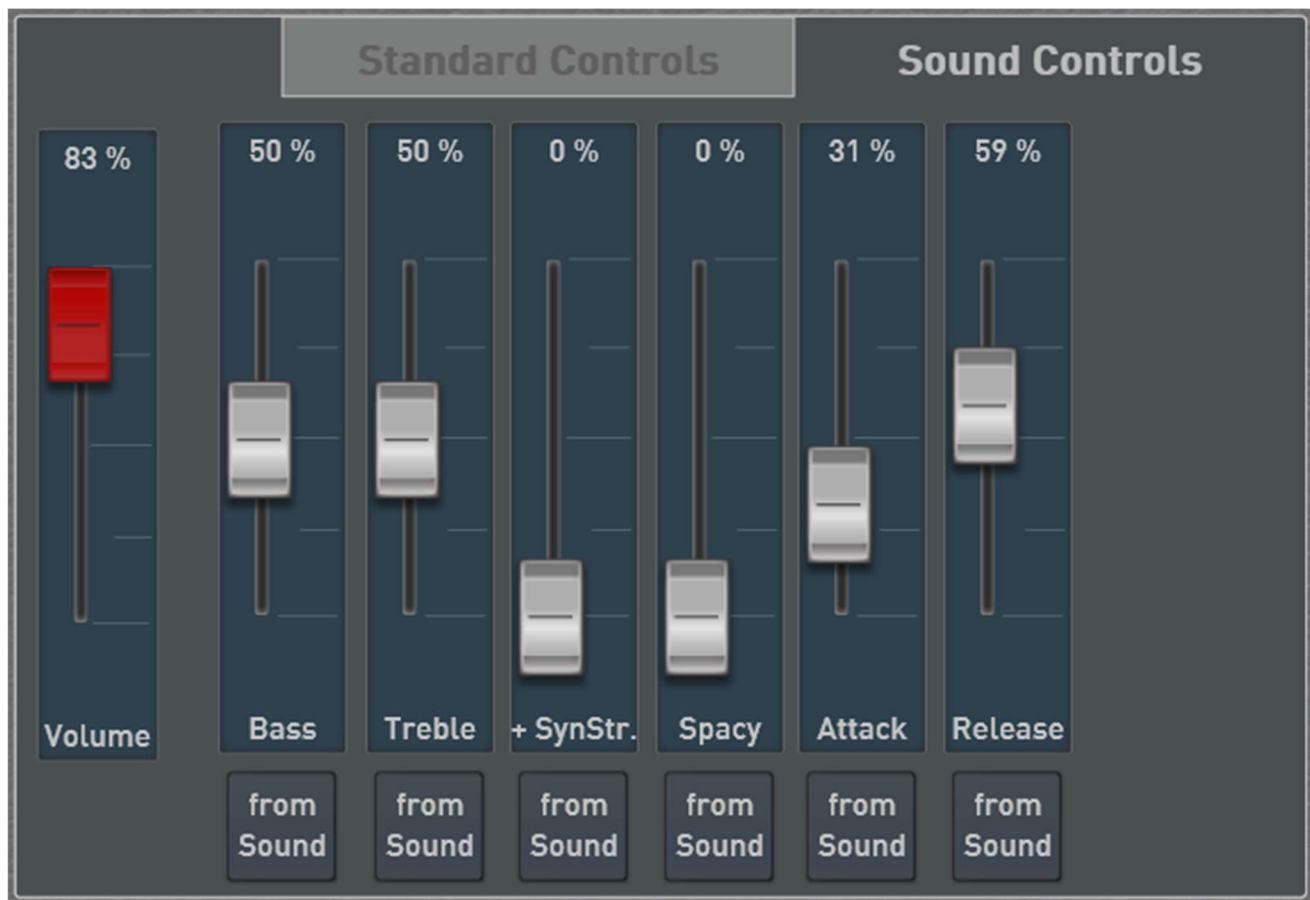 Standard Controls
Sound Controls
83 %
50 %
50 %
0 %
0 %
31 %
59 %
Volume
Bass
Treble
+ SynStr.
Spacy
Attack
Release
from
Sound
from
Sound
from
Sound
from
Sound
from
Sound
from
Sound